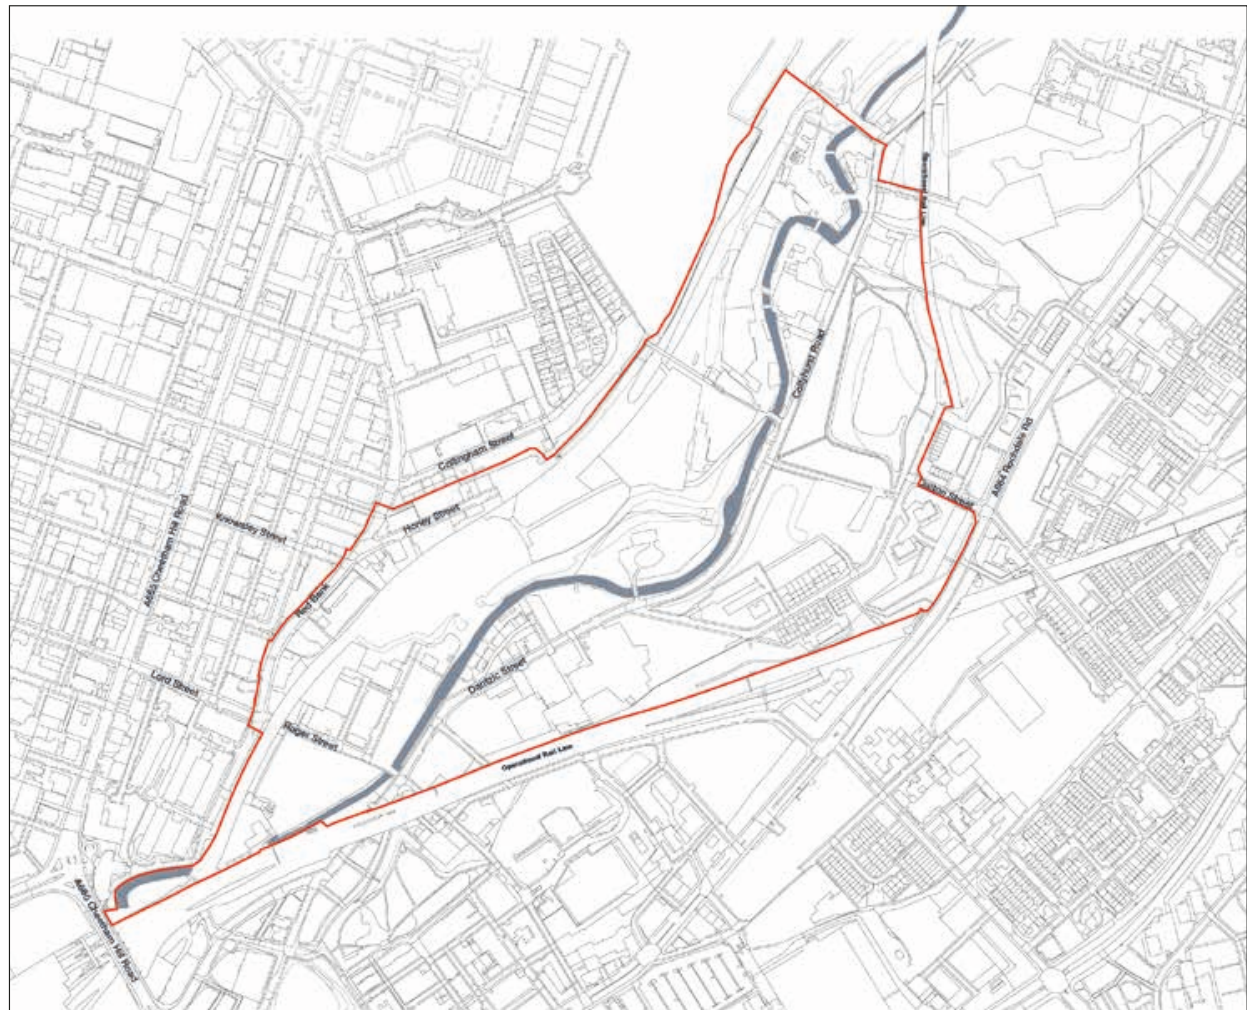 Collyhurst Road
A664 Rochdale Rd
Collingham Street
Honey Street
Knowsley Street
A665 Cheetham Hill Road
Red Bank
Lord Street
Dantzic Street
Roger Street
Operational Rail Line
A665 Cheetham Hill Road